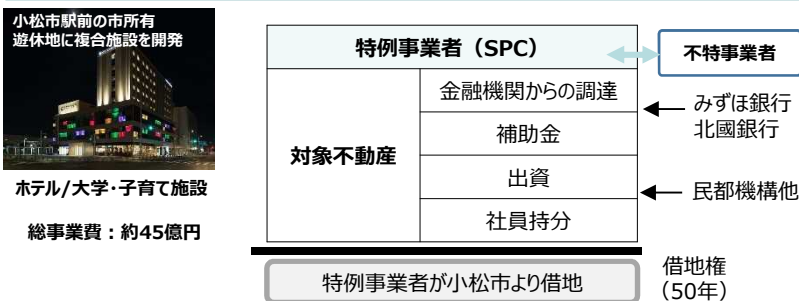 小松市駅前の市所有
遊休地に複合施設を開発
ホテル/大学・子育て施設
総事業費：約45億円
特例事業者（SPC）
不特事業者
対象不動産
金融機関からの調達
補助金
出資
社員持分
みずほ銀行
北國銀行
民都機構他
特例事業者が小松市より借地
借地権
（50年）